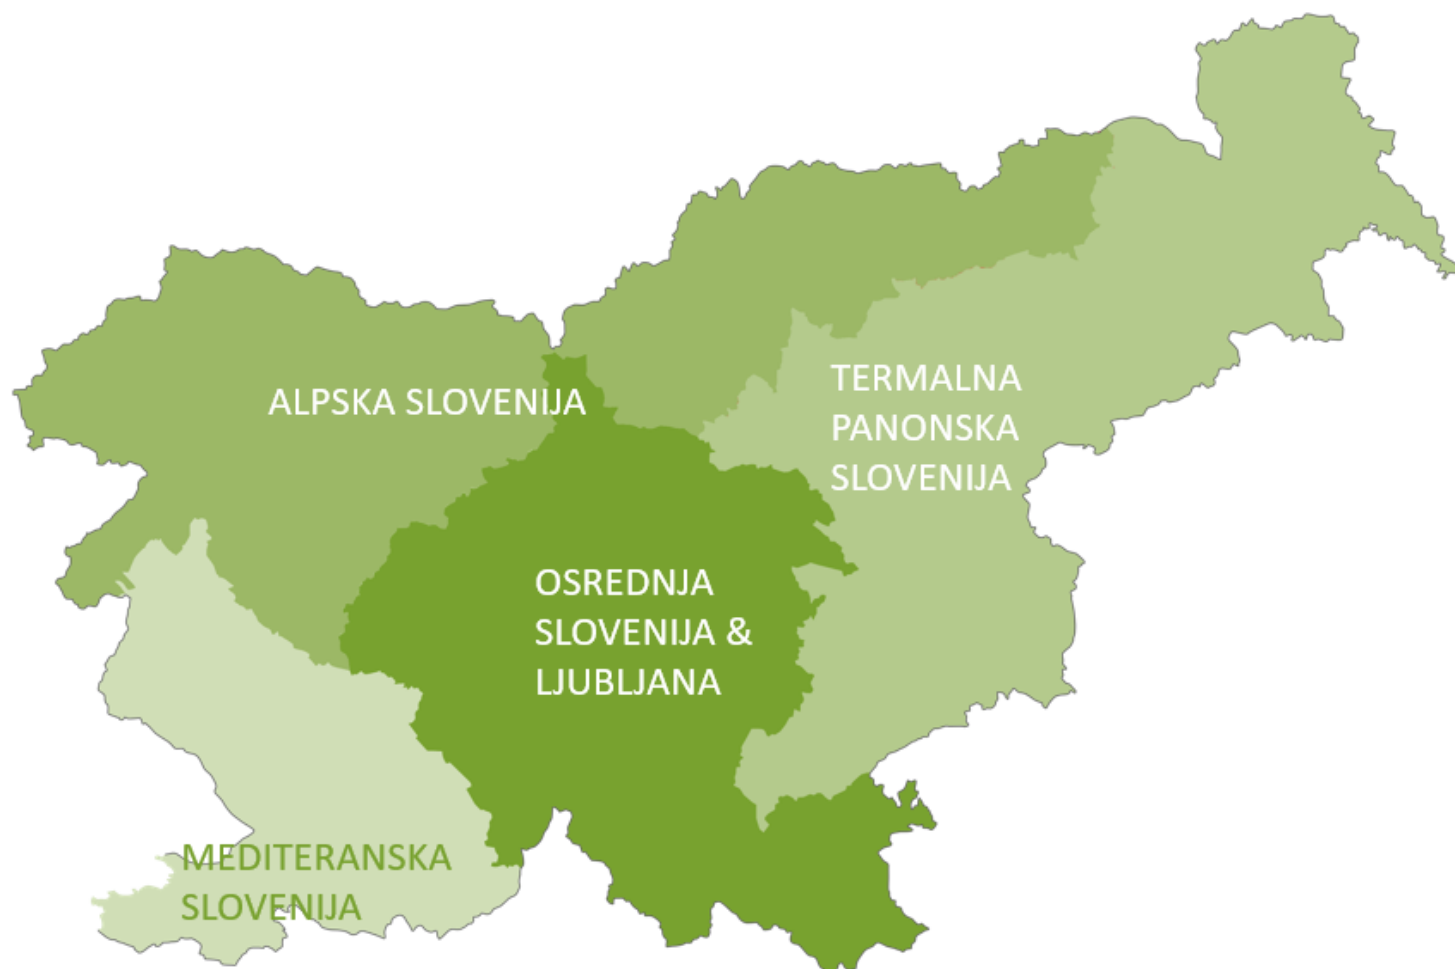 ALPSKA SLOVENIJA
TERMALNA
PANONSKA
SLOVENIJA
OSREDNJA
SLOVENIJA &
LJUBLJANA
MEDITERANSKA
SLOVENIJA